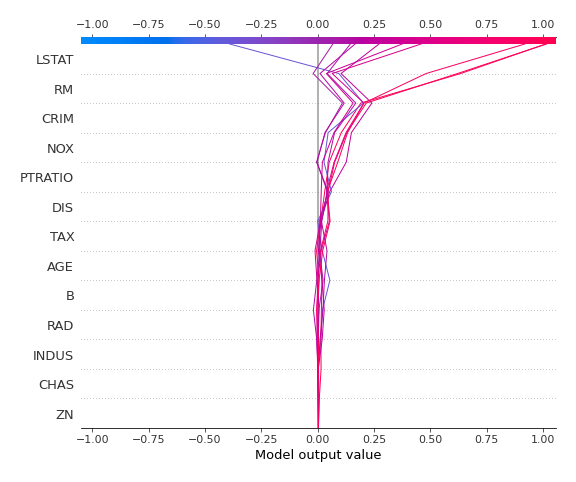 −1.00 −0.75 −0.50 −0.25 0.00 0.25 0.50 0.75 1.00
LSTAT
RM
CRIM
NOX
PTRATIO
DIS
TAX
AGE
B
RAD
INDUS
CHAS
ZN
−1.00 −0.75 −0.50 −0.25 0.00 0.25 0.50 0.75 1.00
Model output value